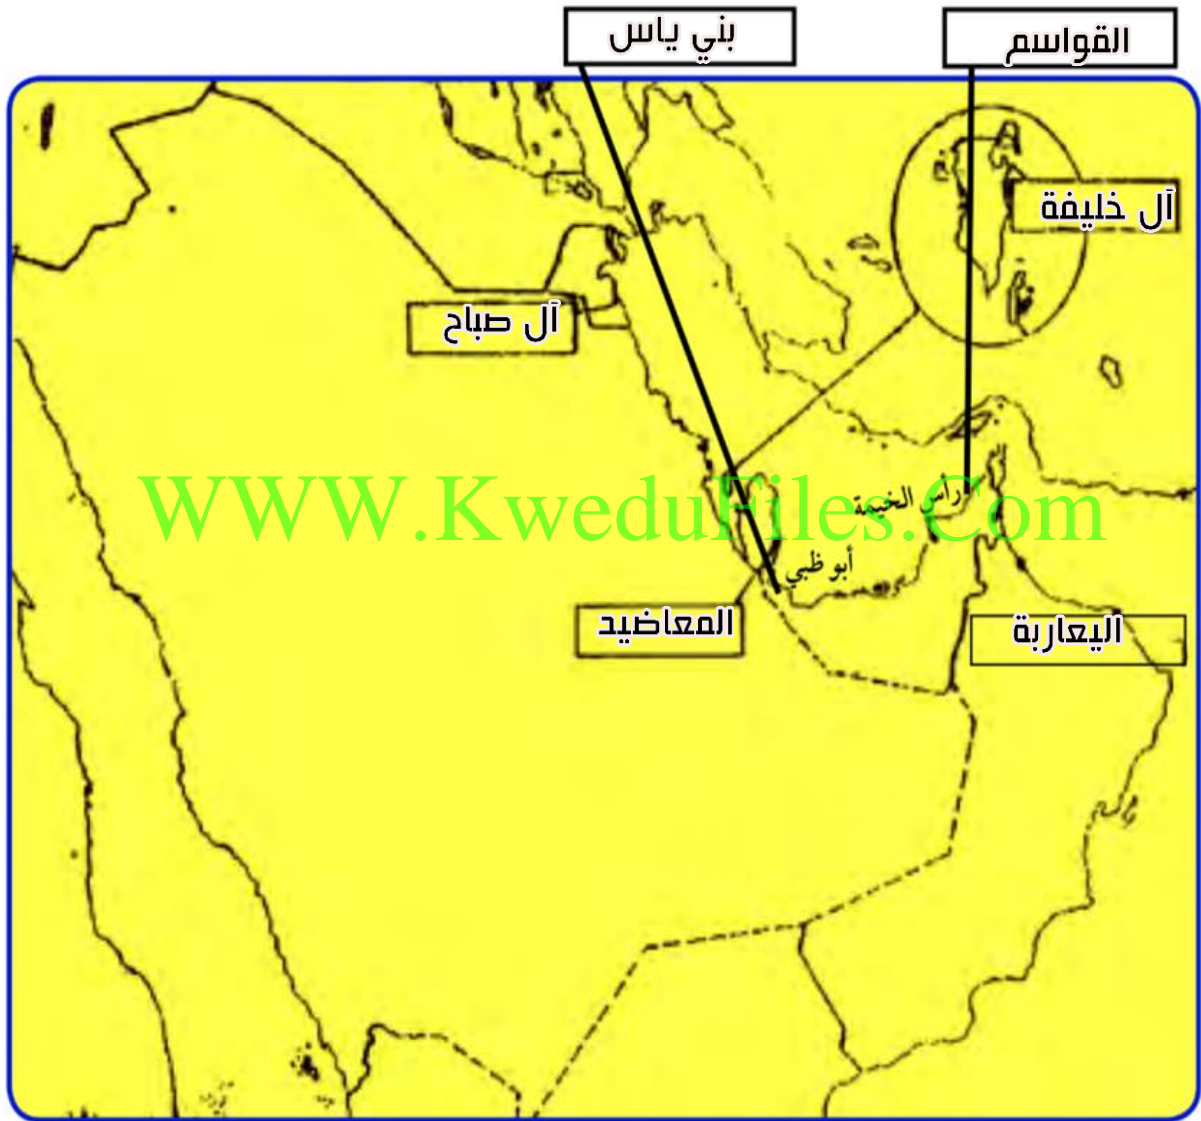 بني ياس
القواسم
آل خليفة
آل صباح
WWW.KweduFiles.Com
رأس الخيمة
أبو ظبي
المعاضيد
اليعاربة